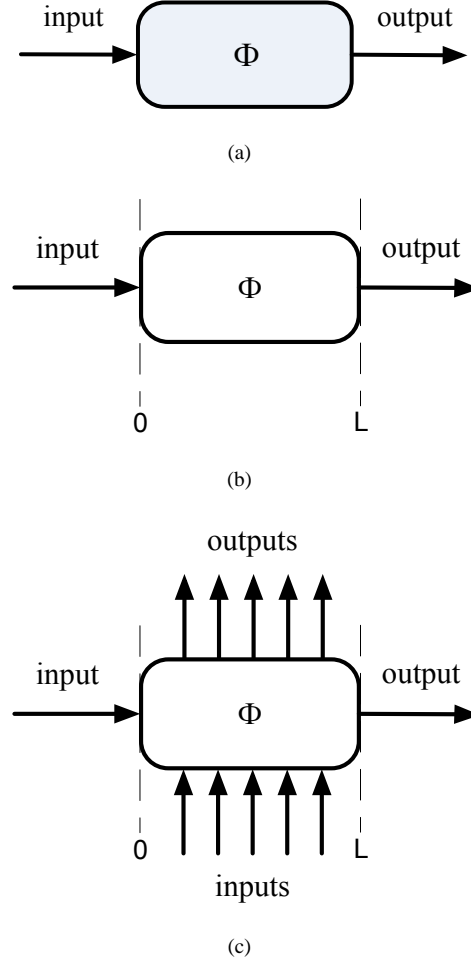 input
output
Φ
(a)
input
output
Φ
0
L
(b)
outputs
input
output
Φ
0
L
inputs
(c)